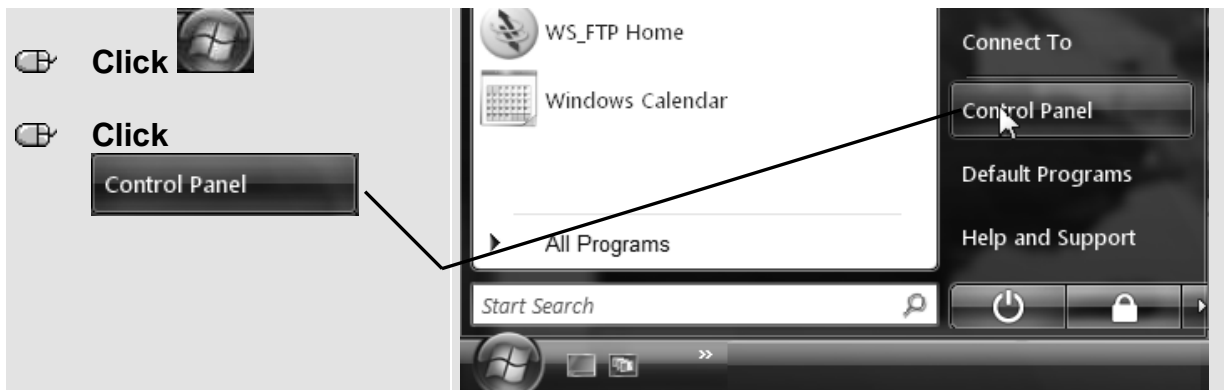 Click
Click
Control Panel
WS_FTP Home
Windows Calendar
All Programs
Start Search
Connect To
Control Panel
Default Programs
Help and Support
»